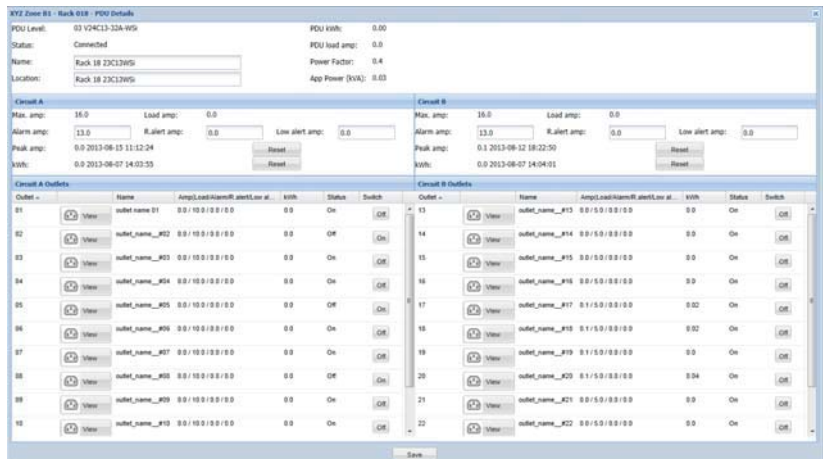 XYZ Zone B1 - Rack 018 - PDU Details
PDU Level: 03 V24C13-32A-WSi PDU kWh: 0.00
Status: Connected PDU load amp: 0.0
Name: Rack 18 23C13WSi Power Factor: 0.4
Location: Rack 18 23C13WSi App Power (kVA): 0.03
Circuit A Circuit B
Max. amp: 16.0 Load amp: 0.0 Max. amp: 16.0 Load amp: 0.0
Alarm amp: 13.0 R.alert amp: 0.0 Low alert amp: 0.0 Alarm amp: 13.0 R.alert amp: 0.0 Low alert amp: 0.0
Peak amp: 0.0 2013-08-15 11:12:24 Reset Peak amp: 0.1 2013-08-12 18:22:50 Reset
kWh: 0.0 2013-08-07 14:03:55 Reset kWh: 0.0 2013-08-07 14:04:01 Reset
Circuit A Outlets Circuit B Outlets
Outlet Name Amp(Load/Alarm/R.alert/Low al... kWh Status Switch Outlet Name Amp(Load/Alarm/R.alert/Low al... kWh Status Switch
01 View outlet name 01 0.0 / 10.0 / 0.0 / 0.0 0.0 On Off 13 View outlet_name__#13 0.0 / 5.0 / 0.0 / 0.0 0.0 On Off
02 View outlet_name__#02 0.0 / 10.0 / 0.0 / 0.0 0.0 Off On 14 View outlet_name__#14 0.0 / 5.0 / 0.0 / 0.0 0.0 On Off
03 View outlet_name__#03 0.0 / 10.0 / 0.0 / 0.0 0.0 On Off 15 View outlet_name__#15 0.0 / 5.0 / 0.0 / 0.0 0.0 On Off
04 View outlet_name__#04 0.0 / 10.0 / 0.0 / 0.0 0.0 On Off 16 View outlet_name__#16 0.0 / 5.0 / 0.0 / 0.0 0.0 On Off
05 View outlet_name__#05 0.0 / 10.0 / 0.0 / 0.0 0.0 Off On 17 View outlet_name__#17 0.1 / 5.0 / 0.0 / 0.0 0.02 On Off
06 View outlet_name__#06 0.0 / 10.0 / 0.0 / 0.0 0.0 On Off 18 View outlet_name__#18 0.1 / 5.0 / 0.0 / 0.0 0.02 On Off
07 View outlet_name__#07 0.0 / 10.0 / 0.0 / 0.0 0.0 On Off 19 View outlet_name__#19 0.1 / 5.0 / 0.0 / 0.0 0.0 On Off
08 View outlet_name__#08 0.0 / 10.0 / 0.0 / 0.0 0.0 Off On 20 View outlet_name__#20 0.1 / 5.0 / 0.0 / 0.0 0.04 On Off
09 View outlet_name__#09 0.0 / 10.0 / 0.0 / 0.0 0.0 On Off 21 View outlet_name__#21 0.0 / 5.0 / 0.0 / 0.0 0.0 On Off
10 View outlet_name__#10 0.0 / 10.0 / 0.0 / 0.0 0.0 On Off 22 View outlet_name__#22 0.0 / 5.0 / 0.0 / 0.0 0.0 On Off
Save